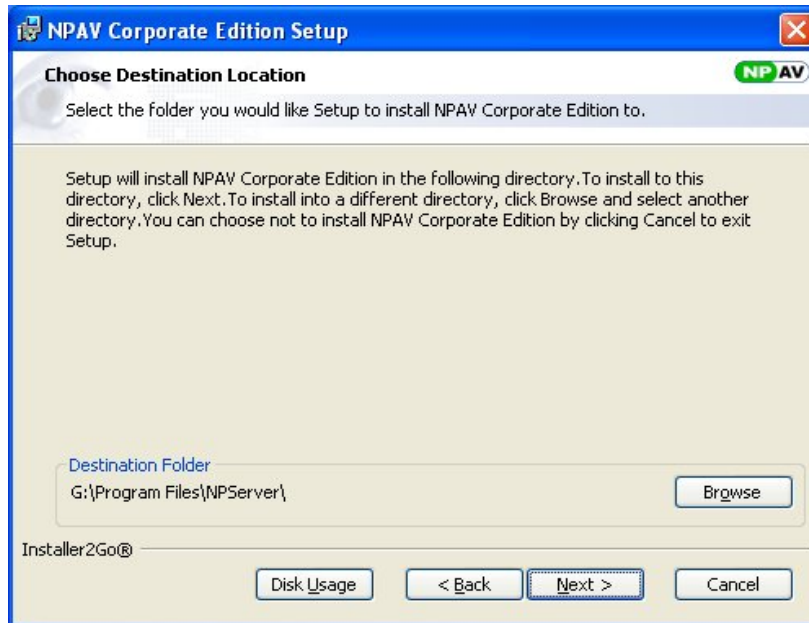 NPAV Corporate Edition Setup
Choose Destination Location
NP AV
Select the folder you would like Setup to install NPAV Corporate Edition to.
Setup will install NPAV Corporate Edition in the following directory.To install to this
directory, click Next.To install into a different directory, click Browse and select another
directory.You can choose not to install NPAV Corporate Edition by clicking Cancel to exit
Setup.
Destination Folder
G:\Program Files\NPServer\
Browse
Installer2Go®
Disk Usage
< Back
Next >
Cancel